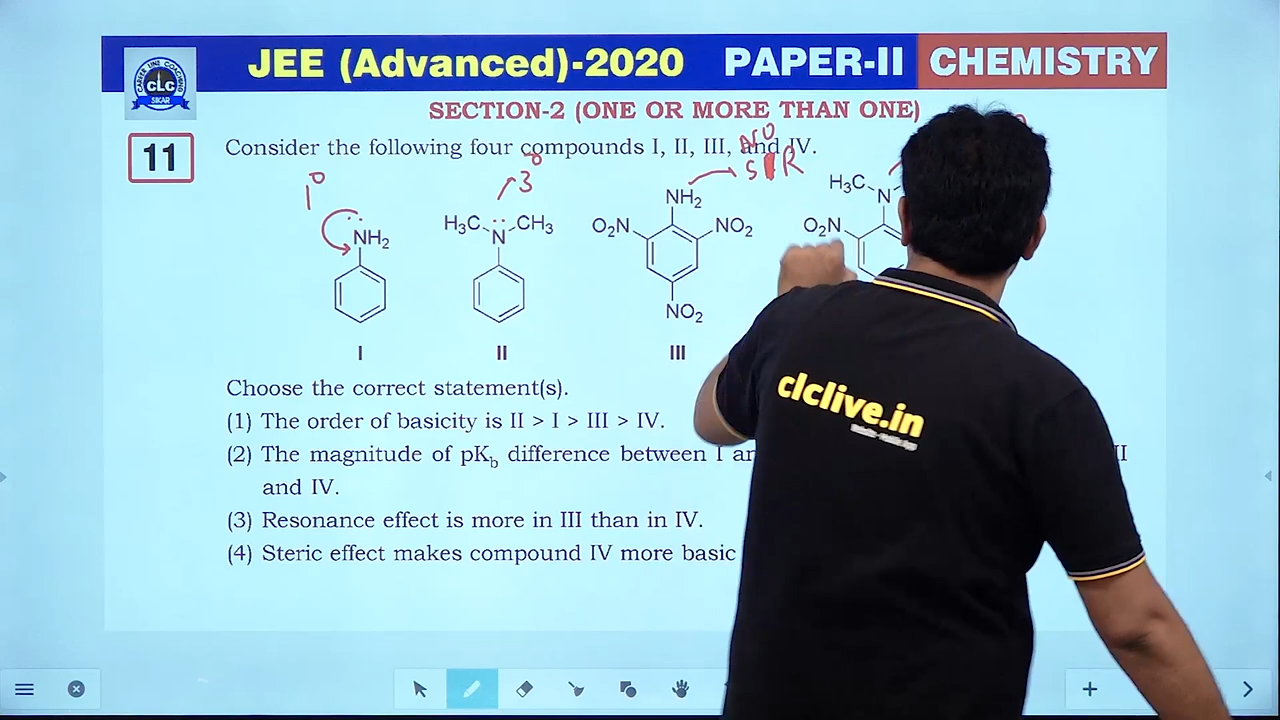 JEE (Advanced)-2020 PAPER-II CHEMISTRY
CLC
SIKAR
SECTION-2 (ONE OR MORE THAN ONE)
11 Consider the following four compounds I, II, III, and IV.
1° 3° NO
S I R
NH₂ H₃C N CH₃ O₂N NH₂ NO₂ NO₂ H₃C N O₂N
I II III
Choose the correct statement(s).
(1) The order of basicity is II > I > III > IV.
(2) The magnitude of pK_b difference between I II
and IV.
(3) Resonance effect is more in III than in IV.
(4) Steric effect makes compound IV more basic
clclive.in